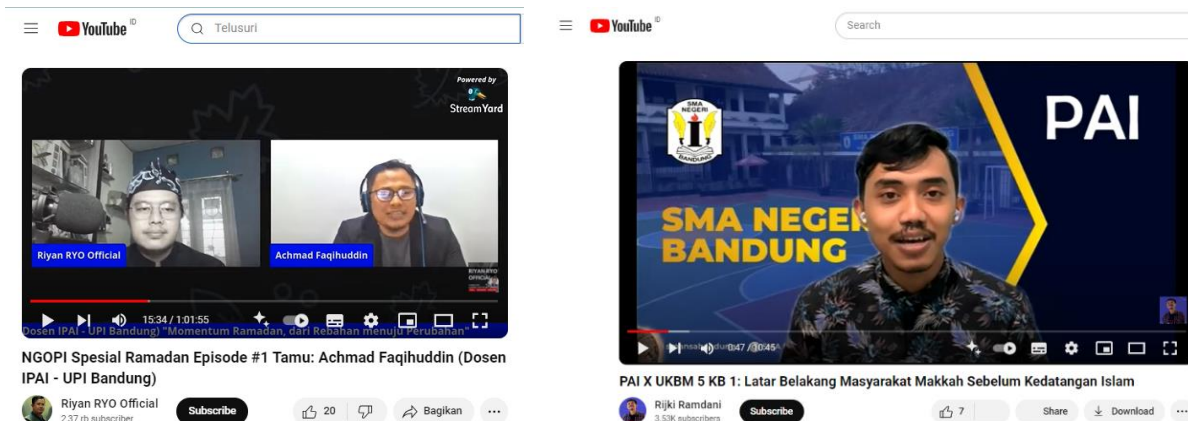 YouTube ID
Telusuri
Powered by
StreamYard
Riyan RYO Official
Achmad Faqihuddin
15:34 / 1:01:55
Dosen IPAI - UPI Bandung) "Momentum Ramadan, dari Rebahan menuju Perubahan"
NGOPI Spesial Ramadan Episode #1 Tamu: Achmad Faqihuddin (Dosen
IPAI - UPI Bandung)
Riyan RYO Official
2,37 rb subscriber
Subscribe
20
Bagikan
YouTube ID
Search
SMA
NEGERI
BANDUNG
PAI
SMA NEGER
BANDUNG
0:47 / 10:45
PAI X UKBM 5 KB 1: Latar Belakang Masyarakat Makkah Sebelum Kedatangan Islam
Rijki Ramdani
3.53K subscribers
Subscribe
7
Share
Download